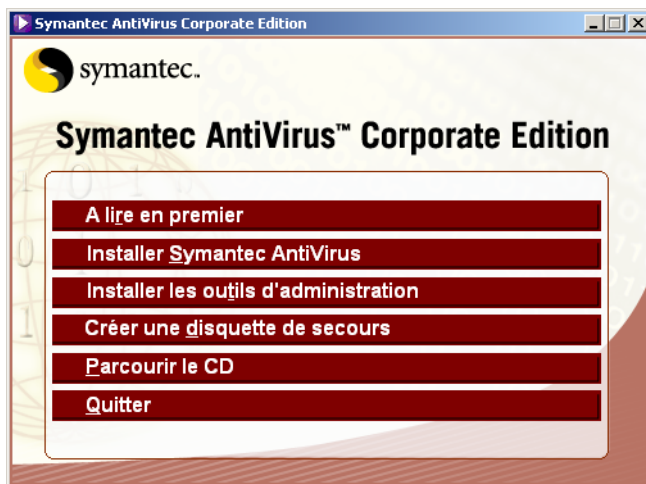 Symantec AntiVirus Corporate Edition
symantec™
Symantec AntiVirus™ Corporate Edition
A lire en premier
Installer Symantec AntiVirus
Installer les outils d'administration
Créer une disquette de secours
Parcourir le CD
Quitter